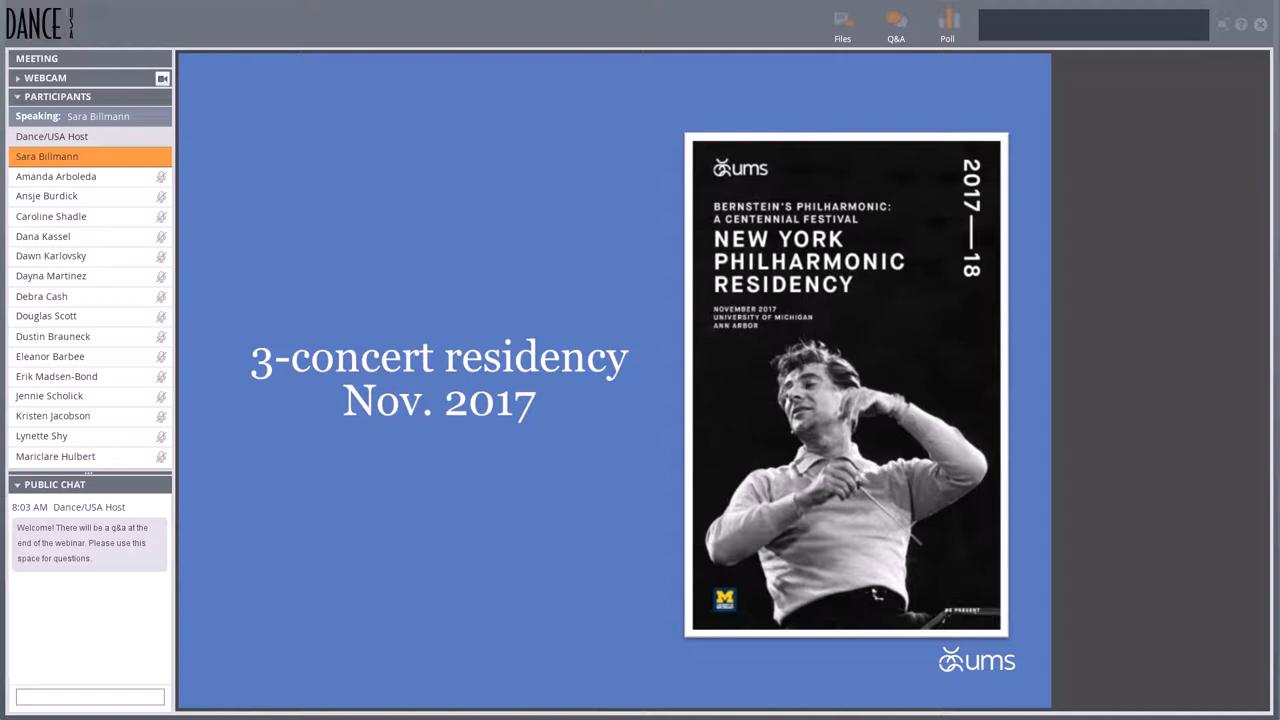 DANCE USA
Files
Q&A
Poll
MEETING
WEBCAM
PARTICIPANTS
Speaking: Sara Billmann
Dance/USA Host
Sara Billmann
Amanda Arboleda
Ansje Burdick
Caroline Shadle
Dana Kassel
Dawn Karlovsky
Dayna Martinez
Debra Cash
Douglas Scott
Dustin Brauneck
Eleanor Barbee
Erik Madsen-Bond
Jennie Scholick
Kristen Jacobson
Lynette Shy
Mariclare Hulbert
PUBLIC CHAT
8:03 AM Dance/USA Host
Welcome! There will be a q&a at the
end of the webinar. Please use this
space for questions.
3-concert residency
Nov. 2017
ums
2017—18
BERNSTEIN'S PHILHARMONIC:
A CENTENNIAL FESTIVAL
NEW YORK
PHILHARMONIC
RESIDENCY
NOVEMBER 2017
UNIVERSITY OF MICHIGAN
ANN ARBOR
M
BE PRESENT
ums